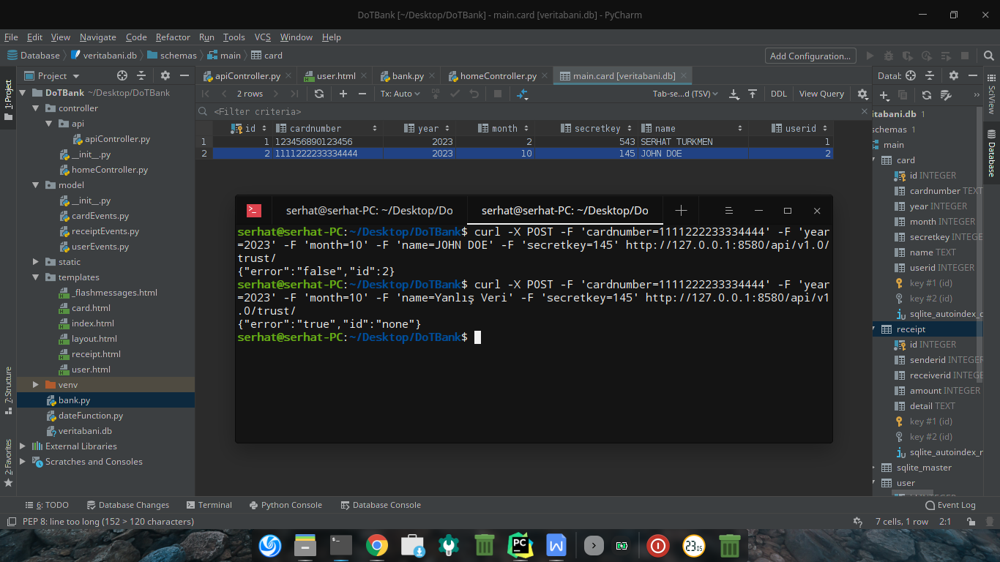 DoTBank [~/Desktop/DoTBank] - main.card [veritabani.db] - PyCharm
File Edit View Navigate Code Refactor Run Tools VCS Window Help
Database veritabani.db schemas main card
Add Configuration...
1: Project
Project
apiController.py user.html bank.py homeController.py main.card [veritabani.db]
2 rows Tx: Auto DB Tab-se...d (TSV) DDL View Query
<Filter criteria>
id cardnumber year month secretkey name userid
1 1 123456890123456 2023 2 543 SERHAT TURKMEN 1
2 2 1111222233334444 2023 10 145 JOHN DOE 2
DoTBank ~/Desktop/DoTBank
controller
api
apiController.py
__init__.py
homeController.py
model
__init__.py
cardEvents.py
receiptEvents.py
userEvents.py
static
templates
_flashmessages.html
card.html
index.html
layout.html
receipt.html
user.html
venv
bank.py
dateFunction.py
veritabani.db
External Libraries
Scratches and Consoles
7: Structure
2: Favorites
serhat@serhat-PC: ~/Desktop/Do serhat@serhat-PC: ~/Desktop/Do
serhat@serhat-PC:~/Desktop/DoTBank$ curl -X POST -F 'cardnumber=1111222233334444' -F 'year
=2023' -F 'month=10' -F 'name=JOHN DOE' -F 'secretkey=145' http://127.0.0.1:8580/api/v1.0/
trust/
{"error":"false","id":2}
serhat@serhat-PC:~/Desktop/DoTBank$ curl -X POST -F 'cardnumber=1111222233334444' -F 'year
=2023' -F 'month=10' -F 'name=Yanlış Veri' -F 'secretkey=145' http://127.0.0.1:8580/api/v1
.0/trust/
{"error":"true","id":"none"}
serhat@serhat-PC:~/Desktop/DoTBank$
Datab
SciView
Database
itabani.db 1
schemas 1
main
card
id INTEGER
cardnumber TEXT
year INTEGER
month INTEGER
secretkey INTEG
name TEXT
userid INTEGER
key #1 (id)
key #2 (id)
sqlite_autoindex_c
receipt
id INTEGER
senderid INTEGER
receiverid INTEGE
amount INTEGER
detail TEXT
key #1 (id)
key #2 (id)
sqlite_autoindex_r
sqlite_master
user
6: TODO Database Changes Terminal Python Console Database Console Event Log
PEP 8: line too long (152 > 120 characters) 7 cells, 1 row 2:1
PC
23:05